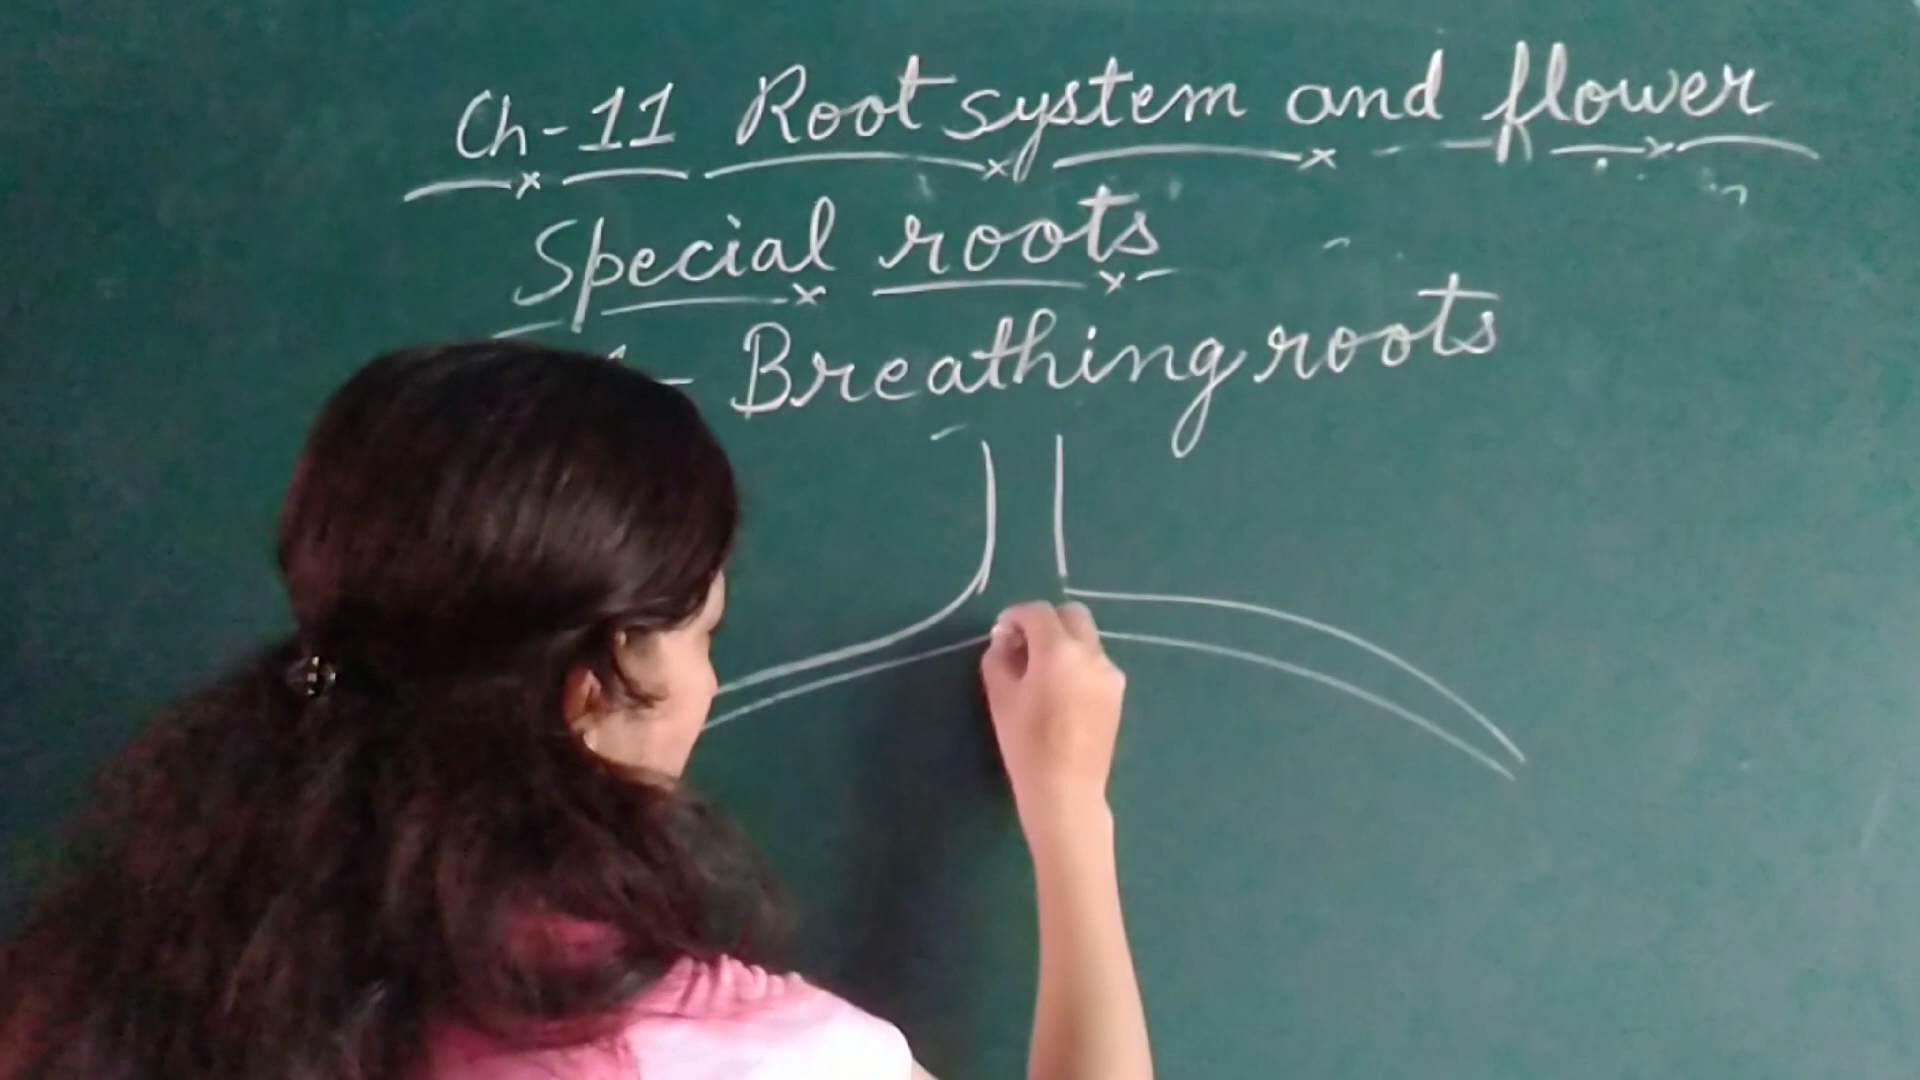 Ch-11 Root system and flower
Special roots
- Breathing roots